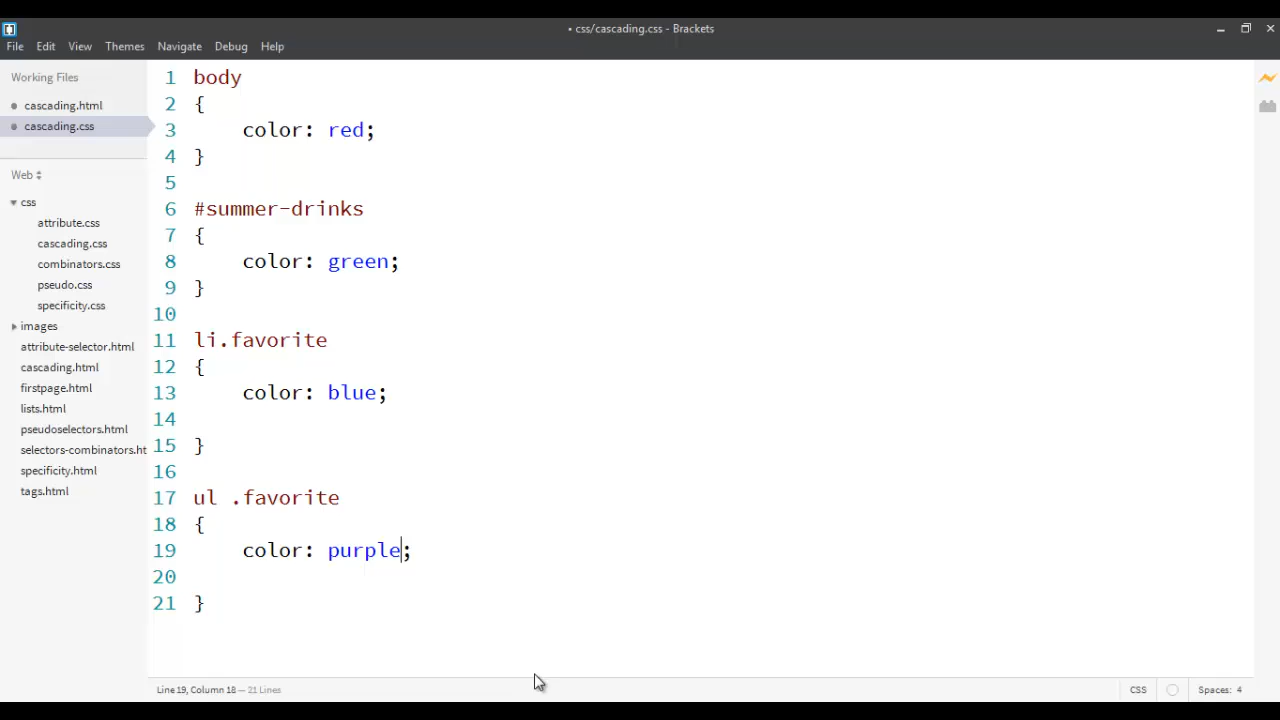 • css/cascading.css - Brackets
File Edit View Themes Navigate Debug Help
Working Files
cascading.html
cascading.css
Web
css
attribute.css
cascading.css
combinators.css
pseudo.css
specificity.css
images
attribute-selector.html
cascading.html
firstpage.html
lists.html
pseudoselectors.html
selectors-combinators.ht
specificity.html
tags.html
1 body
2 {
3     color: red;
4 }
5
6 #summer-drinks
7 {
8     color: green;
9 }
10
11 li.favorite
12 {
13     color: blue;
14
15 }
16
17 ul .favorite
18 {
19     color: purple;
20
21 }
Line 19, Column 18 — 21 Lines
CSS
Spaces: 4